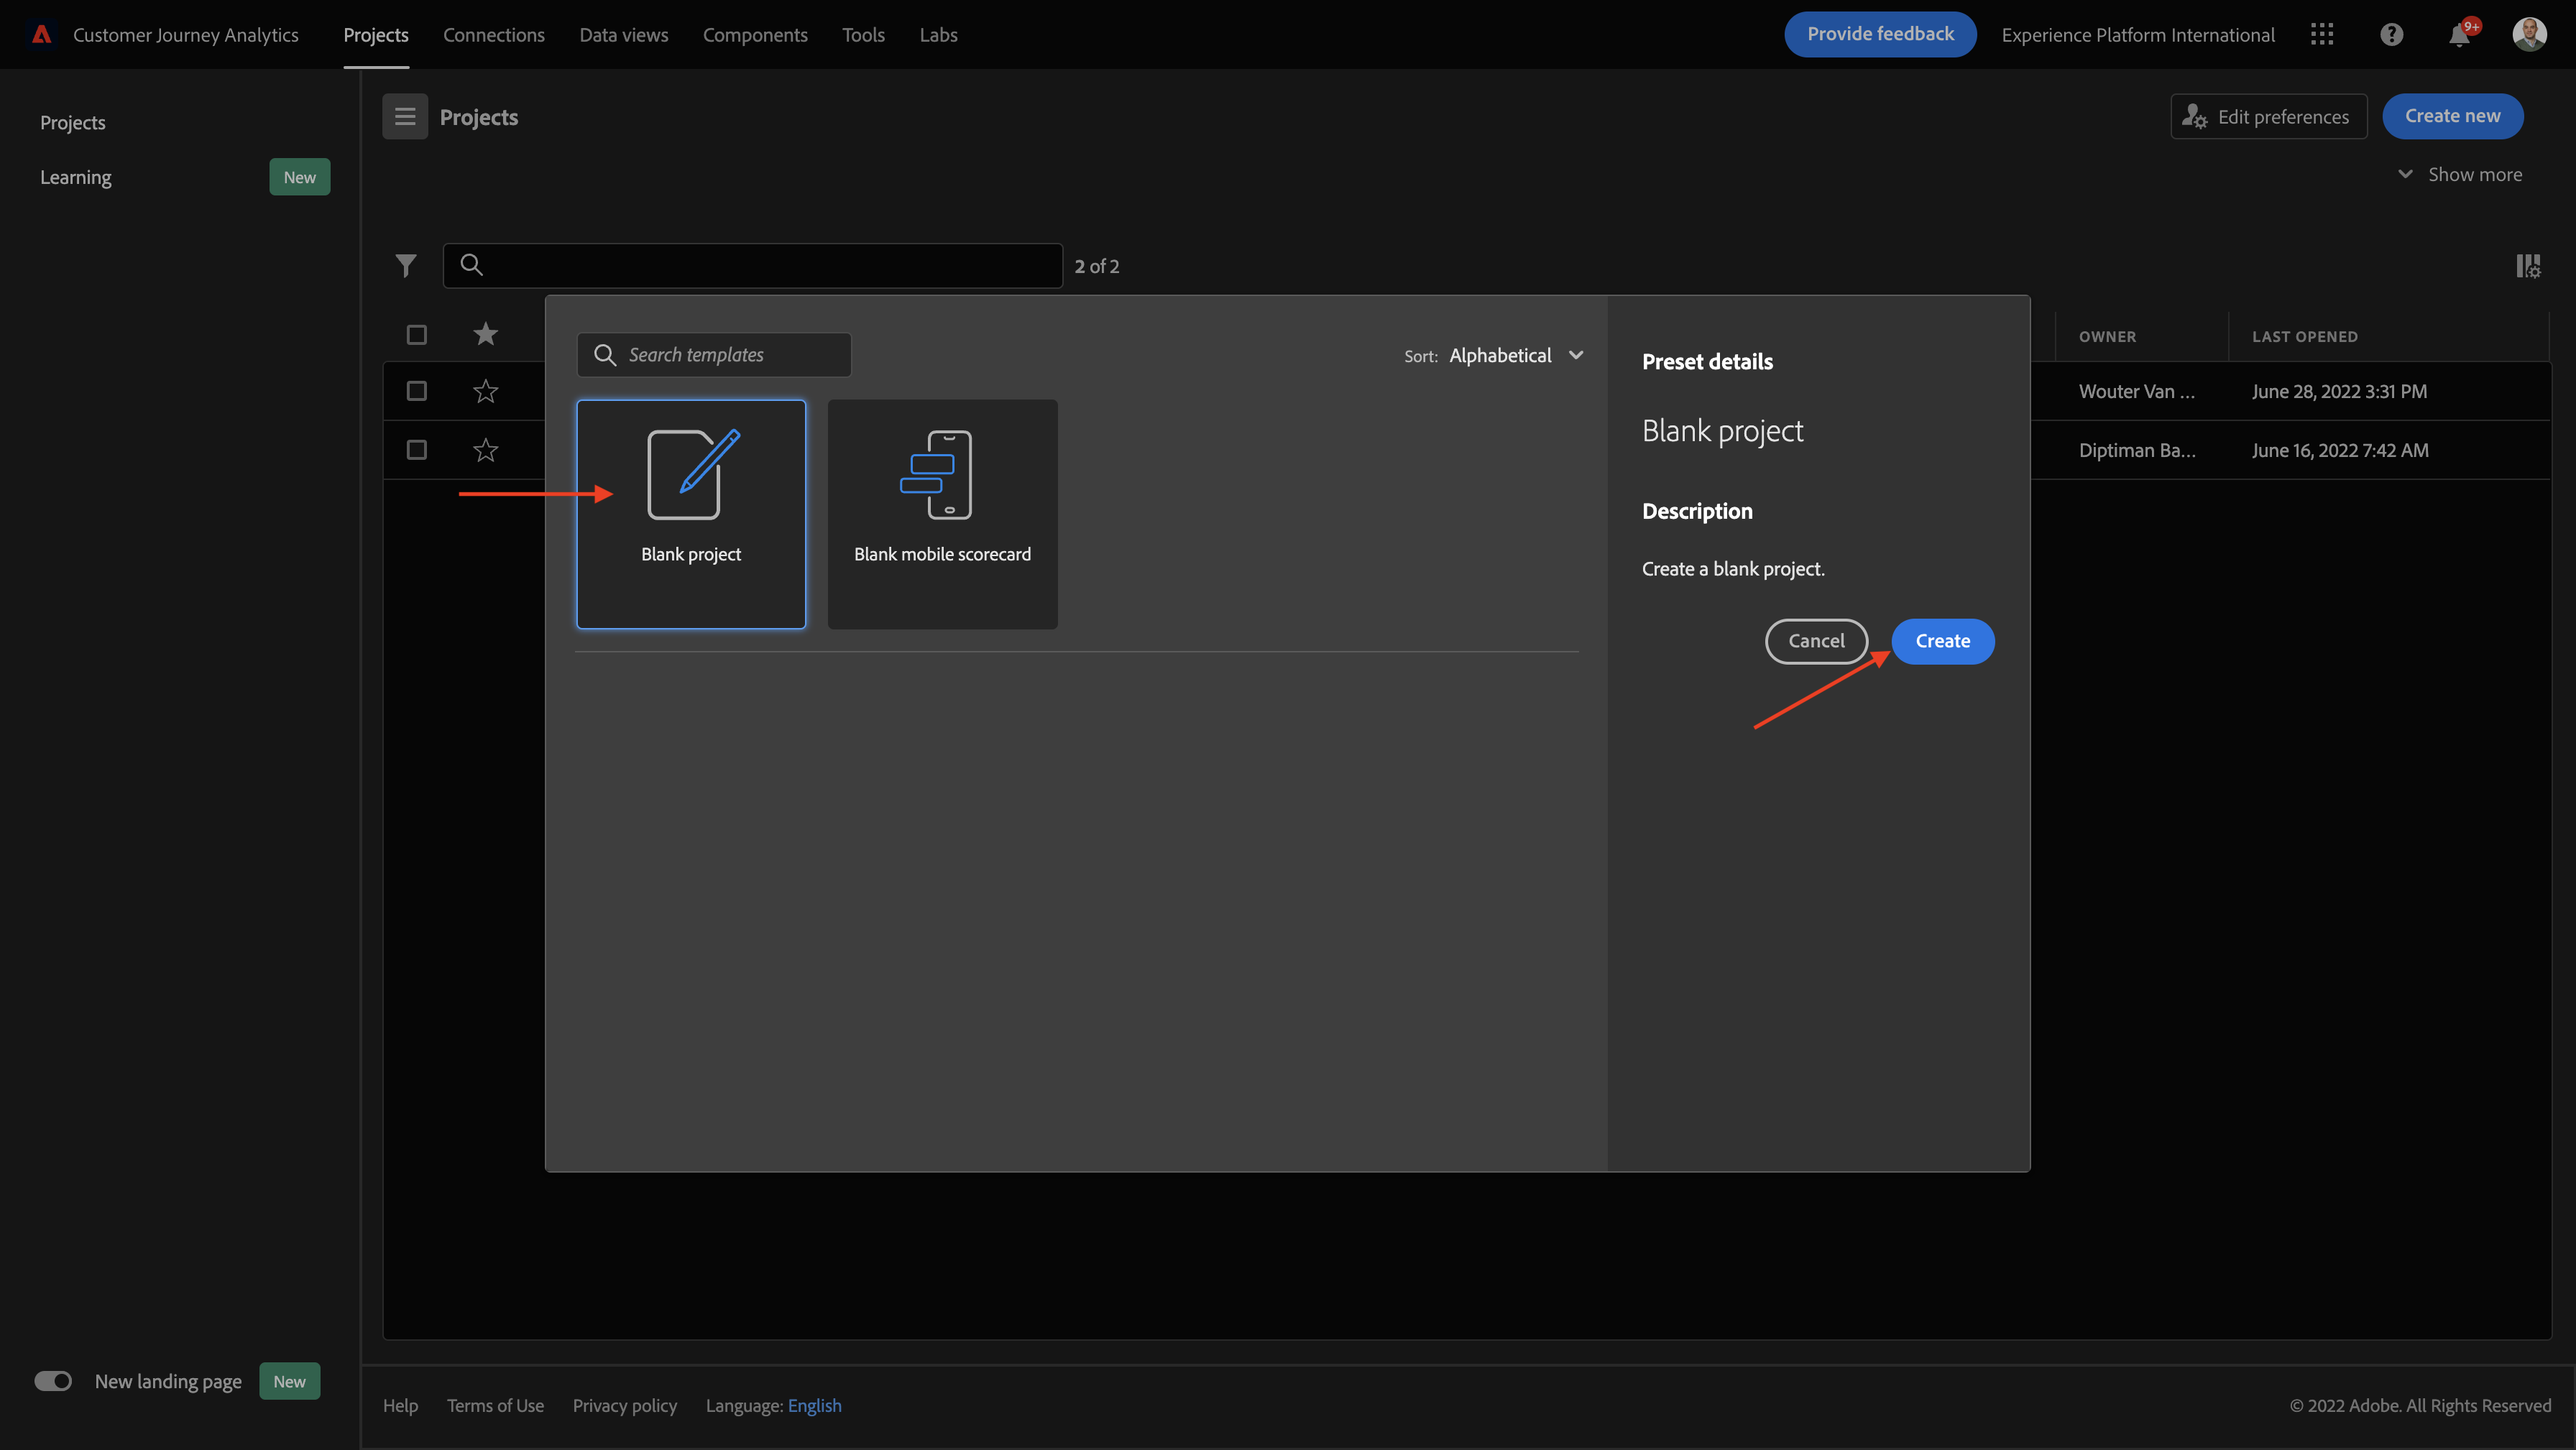 Customer Journey Analytics Projects Connections Data views Components Tools Labs Provide feedback Experience Platform International 9+
Projects
Learning New
Projects Edit preferences Create new
Show more
2 of 2
OWNER LAST OPENED
Wouter Van ... June 28, 2022 3:31 PM
Diptiman Ba... June 16, 2022 7:42 AM
Search templates Sort: Alphabetical
Blank project
Blank mobile scorecard
Preset details
Blank project
Description
Create a blank project.
Cancel Create
New landing page New
Help Terms of Use Privacy policy Language: English © 2022 Adobe. All Rights Reserved